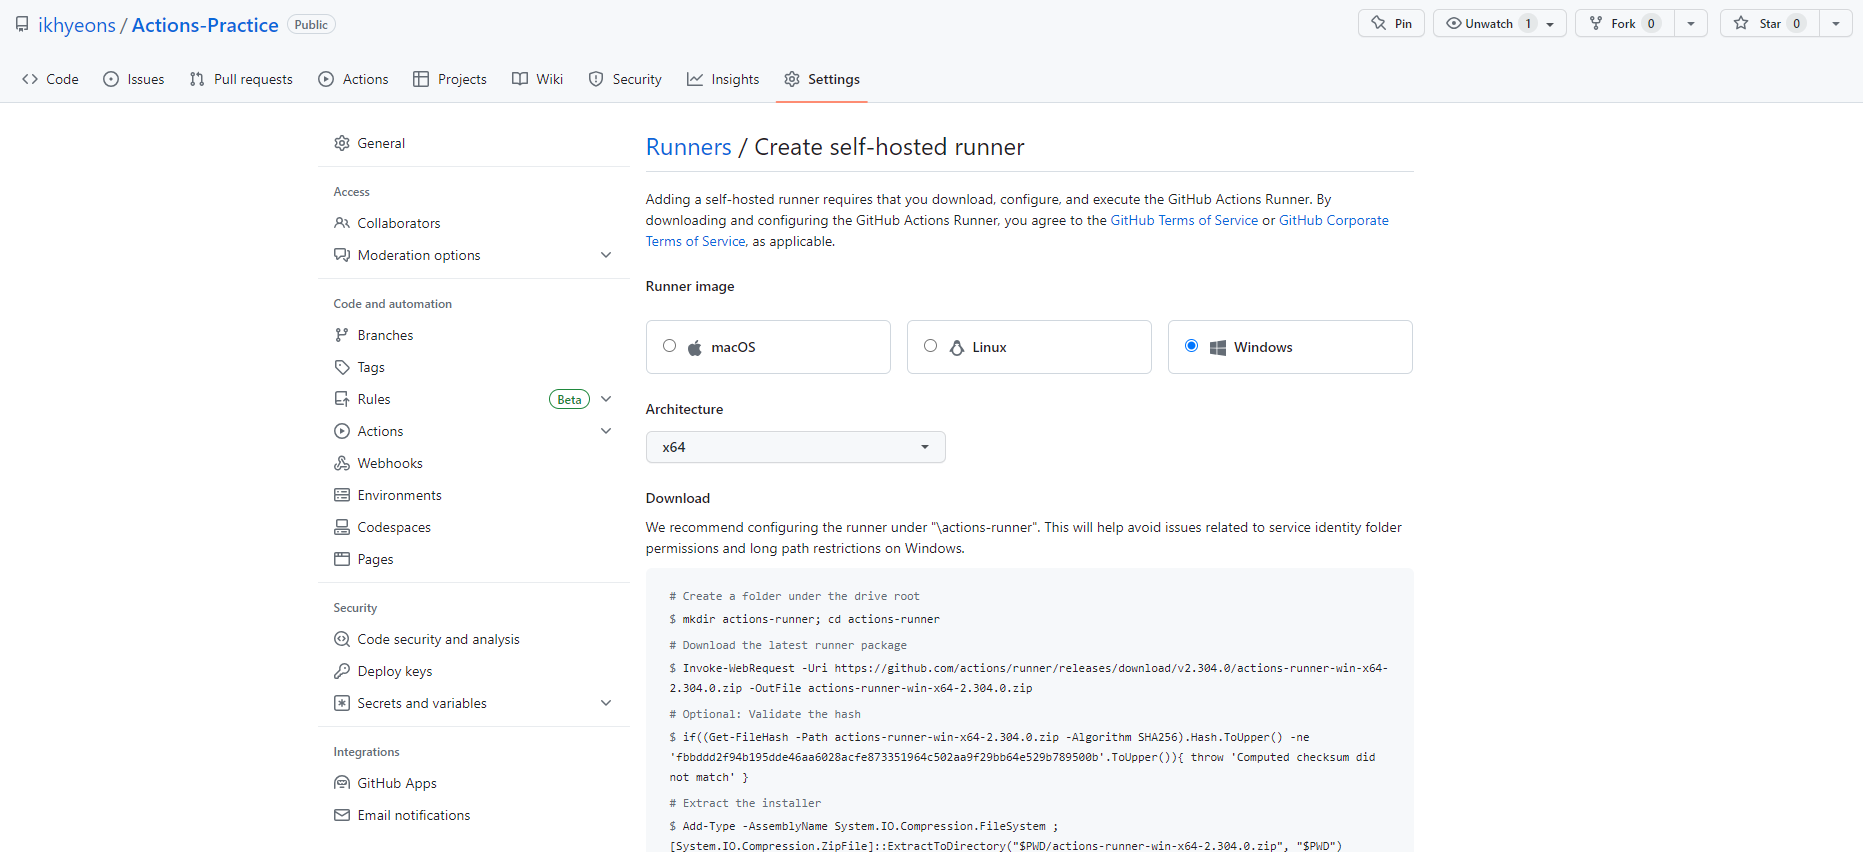 ikhyeons / Actions-Practice Public
Pin
Unwatch 1
Fork 0
Star 0
Code
Issues
Pull requests
Actions
Projects
Wiki
Security
Insights
Settings
General
Access
Collaborators
Moderation options
Code and automation
Branches
Tags
Rules Beta
Actions
Webhooks
Environments
Codespaces
Pages
Security
Code security and analysis
Deploy keys
Secrets and variables
Integrations
GitHub Apps
Email notifications
Runners / Create self-hosted runner
Adding a self-hosted runner requires that you download, configure, and execute the GitHub Actions Runner. By
downloading and configuring the GitHub Actions Runner, you agree to the GitHub Terms of Service or GitHub Corporate
Terms of Service, as applicable.
Runner image
macOS
Linux
Windows
Architecture
x64
Download
We recommend configuring the runner under "\actions-runner". This will help avoid issues related to service identity folder
permissions and long path restrictions on Windows.
# Create a folder under the drive root
$ mkdir actions-runner; cd actions-runner
# Download the latest runner package
$ Invoke-WebRequest -Uri https://github.com/actions/runner/releases/download/v2.304.0/actions-runner-win-x64-
2.304.0.zip -OutFile actions-runner-win-x64-2.304.0.zip
# Optional: Validate the hash
$ if((Get-FileHash -Path actions-runner-win-x64-2.304.0.zip -Algorithm SHA256).Hash.ToUpper() -ne
'fbbddd2f94b195dde46aa6028acfe873351964c502aa9f29bb64e529b789500b'.ToUpper()){ throw 'Computed checksum did
not match' }
# Extract the installer
$ Add-Type -AssemblyName System.IO.Compression.FileSystem ;
[System.IO.Compression.ZipFile]::ExtractToDirectory("$PWD/actions-runner-win-x64-2.304.0.zip", "$PWD")